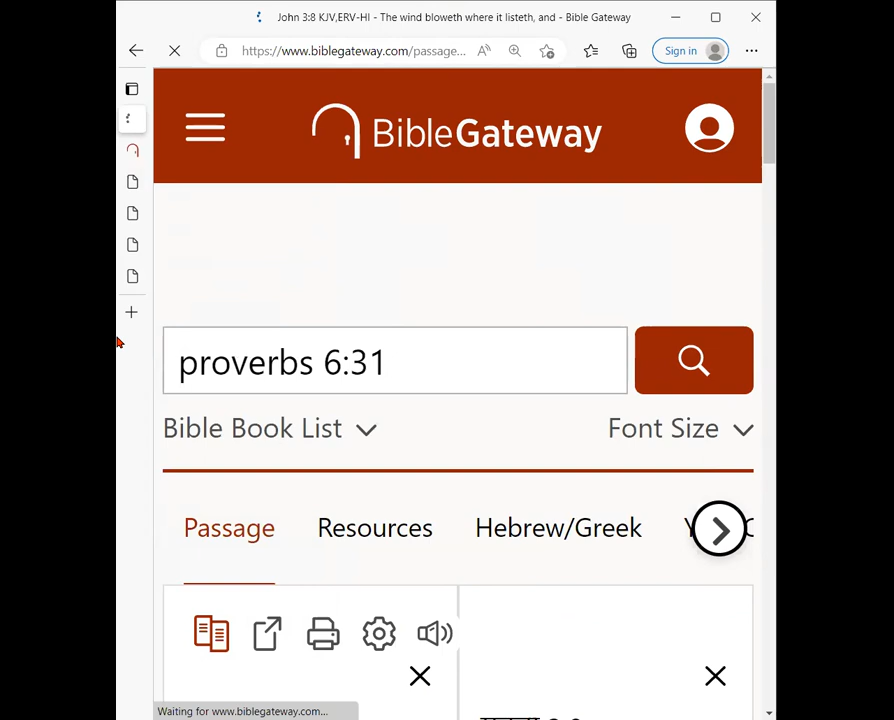 John 3:8 KJV,ERV-HI - The wind bloweth where it listeth, and - Bible Gateway
https://www.biblegateway.com/passage...
Sign in
BibleGateway
proverbs 6:31
Bible Book List
Font Size
Passage Resources Hebrew/Greek
Waiting for www.biblegateway.com...